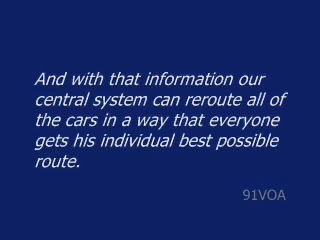 And with that information our
central system can reroute all of
the cars in a way that everyone
gets his individual best possible
route.
91VOA